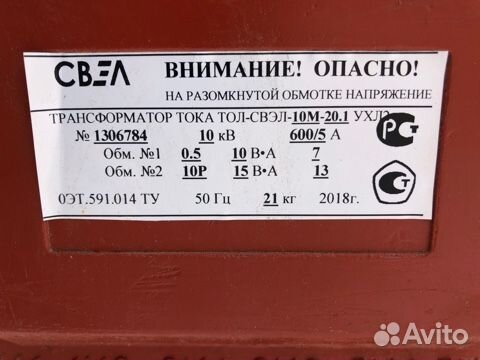 СВЭЛ
ВНИМАНИЕ! ОПАСНО!
НА РАЗОМКНУТОЙ ОБМОТКЕ НАПРЯЖЕНИЕ
ТРАНСФОРМАТОР ТОКА ТОЛ-СВЭЛ-10М-20.1 УХЛ2
№ 1306784 10 кВ 600/5 А
Обм. №1 0.5 10 В•А 7
Обм. №2 10Р 15 В•А 13
0ЭТ.591.014 ТУ 50 Гц 21 кг 2018г.
РСТ
Avito